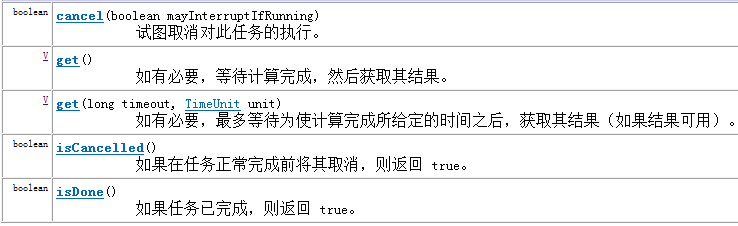 boolean cancel(boolean mayInterruptIfRunning)
试图取消对此任务的执行。
V get()
如有必要，等待计算完成，然后获取其结果。
V get(long timeout, TimeUnit unit)
如有必要，最多等待为使计算完成所给定的时间之后，获取其结果（如果结果可用）。
boolean isCancelled()
如果在任务正常完成前将其取消，则返回 true。
boolean isDone()
如果任务已完成，则返回 true。